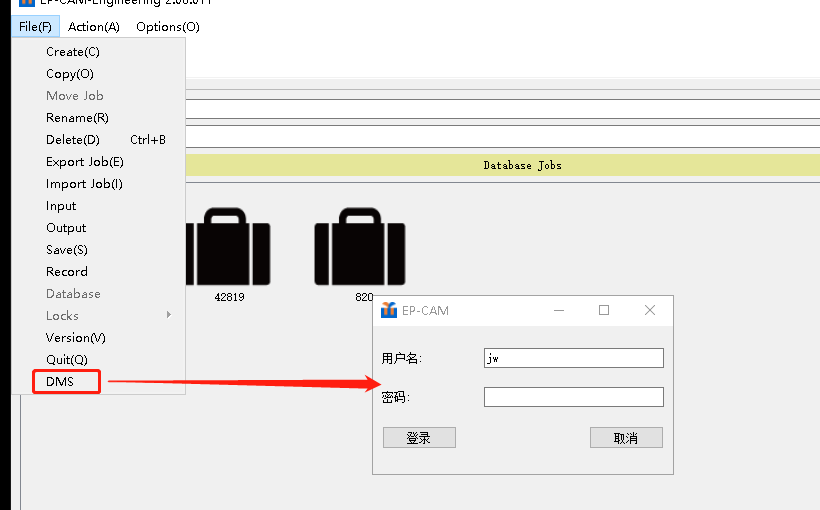 EP-CAM-Engineering 2.06.011
File(F) Action(A) Options(O)
Create(C)
Copy(O)
Move Job
Rename(R)
Delete(D) Ctrl+B
Export Job(E)
Import Job(I)
Input
Output
Save(S)
Record
Database
Locks
Version(V)
Quit(Q)
DMS
Database Jobs
42819
820
EP-CAM
用户名:
jw
密码:
登录
取消